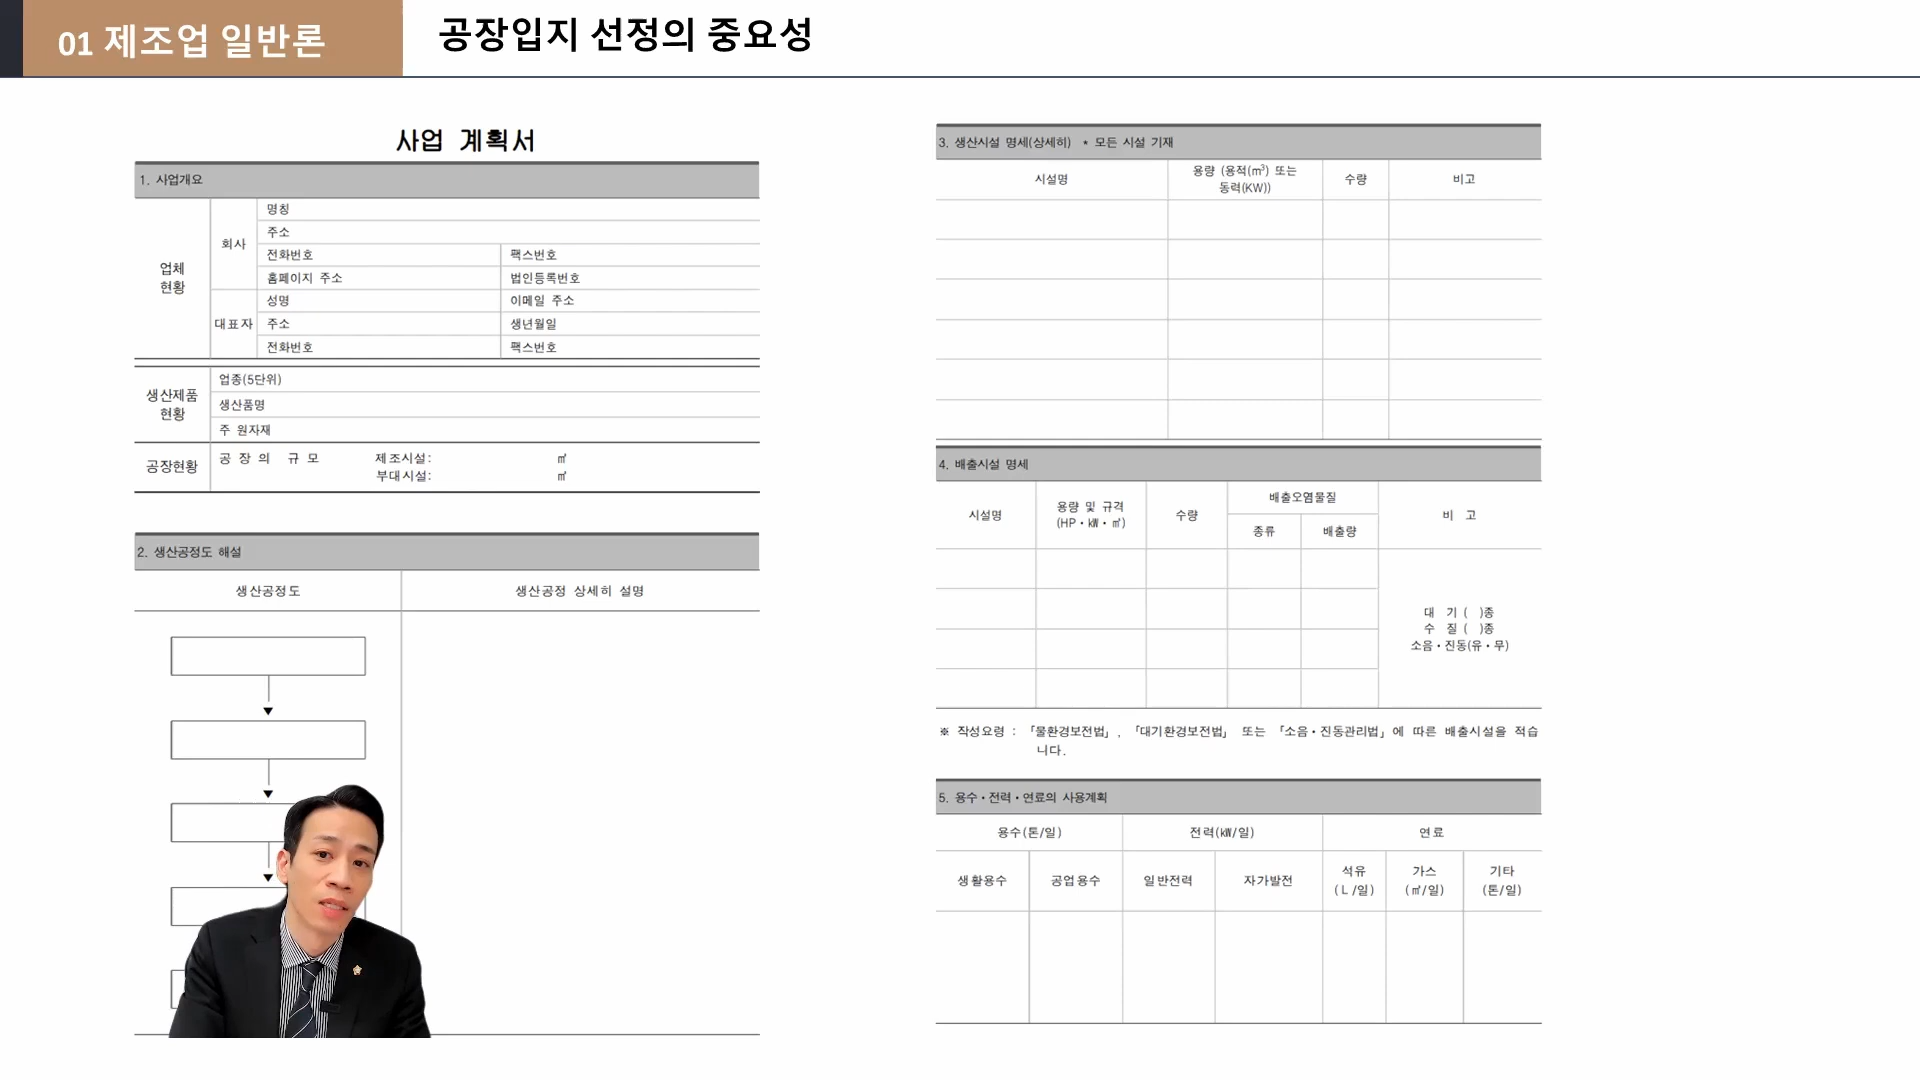 01 제조업 일반론
공장입지 선정의 중요성
사업 계획서
1. 사업개요
업체
현황
회사
명칭
주소
전화번호
팩스번호
홈페이지 주소
법인등록번호
대표자
성명
이메일 주소
주소
생년월일
전화번호
팩스번호
생산제품
현황
업종(5단위)
생산품명
주 원자재
공장현황
공 장 의 규 모
제조시설: ㎡
부대시설: ㎡
2. 생산공정도 해설
생산공정도
생산공정 상세히 설명
3. 생산시설 명세(상세히) * 모든 시설 기재
시설명
용량 (용적(m³) 또는
동력(KW))
수량
비고
4. 배출시설 명세
시설명
용량 및 규격
(HP·㎾·㎥)
수량
배출오염물질
종류
배출량
비 고
대 기 ( )종
수 질 ( )종
소음·진동(유·무)
※ 작성요령 : 「물환경보전법」, 「대기환경보전법」 또는 「소음·진동관리법」에 따른 배출시설을 적습
니다.
5. 용수·전력·연료의 사용계획
용수(톤/일)
전력(㎾/일)
연료
생활용수
공업용수
일반전력
자가발전
석유
(L/일)
가스
(㎥/일)
기타
(톤/일)